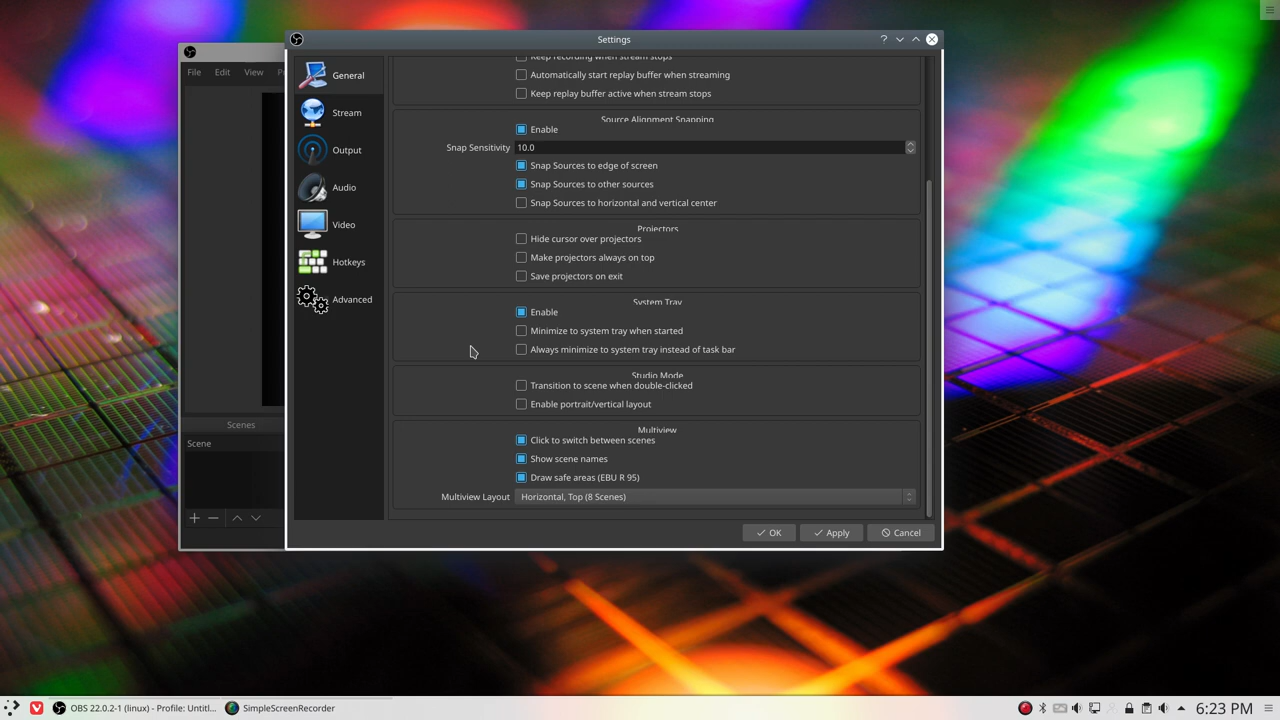 Settings
File Edit View
General
Stream
Output
Audio
Video
Hotkeys
Advanced
Keep recording when stream stops
Automatically start replay buffer when streaming
Keep replay buffer active when stream stops
Source Alignment Snapping
Enable
Snap Sensitivity 10.0
Snap Sources to edge of screen
Snap Sources to other sources
Snap Sources to horizontal and vertical center
Projectors
Hide cursor over projectors
Make projectors always on top
Save projectors on exit
System Tray
Enable
Minimize to system tray when started
Always minimize to system tray instead of task bar
Studio Mode
Transition to scene when double-clicked
Enable portrait/vertical layout
Multiview
Click to switch between scenes
Show scene names
Draw safe areas (EBU R 95)
Multiview Layout Horizontal, Top (8 Scenes)
OK Apply Cancel
Scenes
Scene
OBS 22.0.2-1 (linux) - Profile: Untitl...
SimpleScreenRecorder
6:23 PM